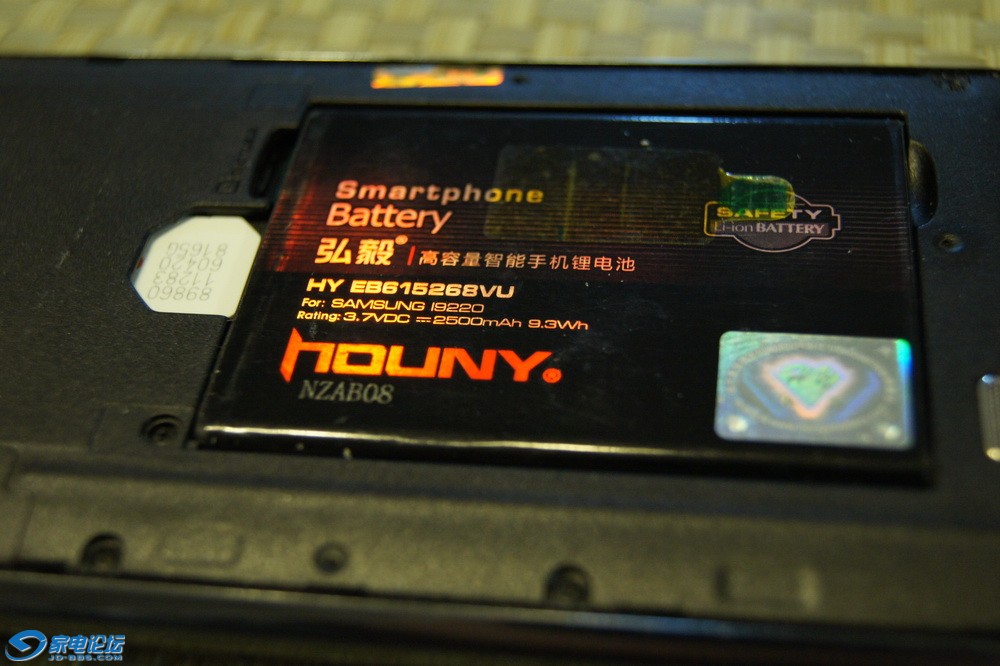 Smartphone
Battery
弘毅® | 高容量智能手机锂电池
HY EB615268VU
For: SAMSUNG I9220
Rating: 3.7VDC ⎓ 2500mAh 9.3Wh
HOUNY.®
NZAB08
SAFETY
Li-ion BATTERY
89860
11283
60420
8165G
家电论坛
JD-BBS.COM